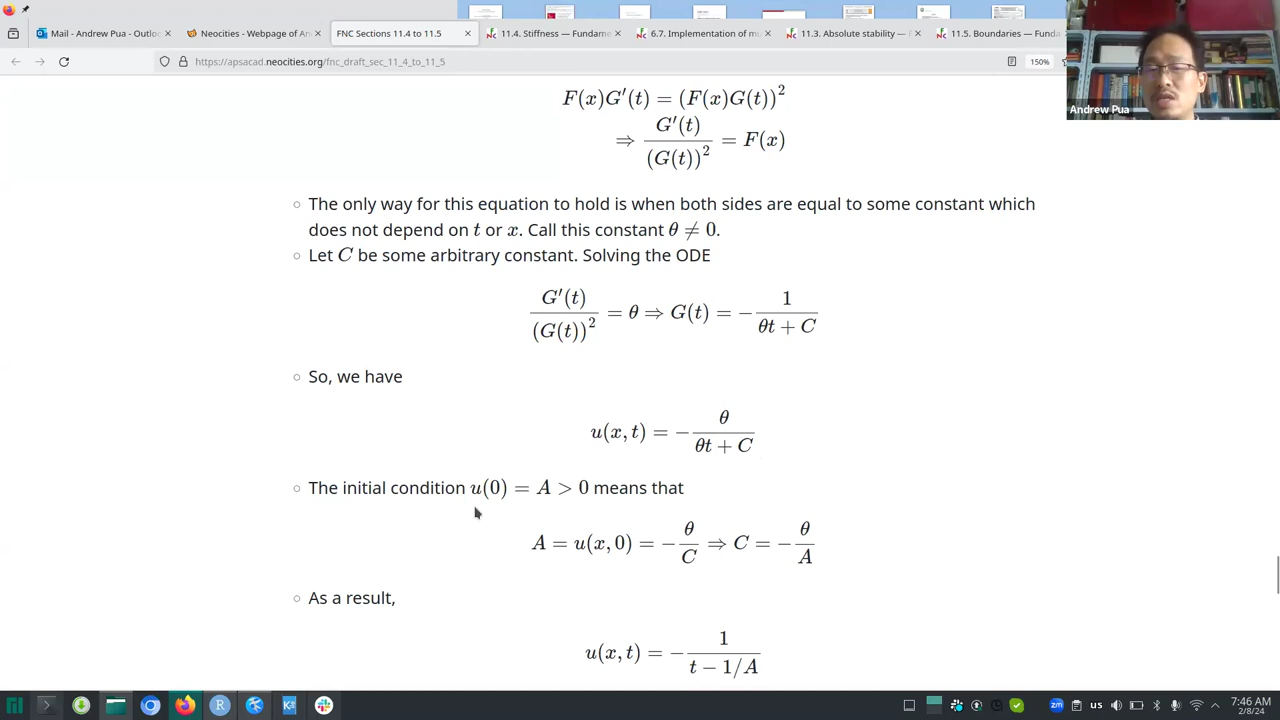 Mail - Andrew Pua - Outlo
Neocities - Webpage of An
FNC Sections 11.4 to 11.5
11.4. Stiffness — Fundame
6.7. Implementation of mu
11.3. Absolute stability — F
11.5. Boundaries — Funda
https://apsacad.neocities.org/fnc_draft_sec_11_4_to_11_5
150%
Andrew Pua
F(x)G′(t) = (F(x)G(t))²
⇒ G′(t) / (G(t))² = F(x)
The only way for this equation to hold is when both sides are equal to some constant which
does not depend on t or x. Call this constant θ ≠ 0.
Let C be some arbitrary constant. Solving the ODE
G′(t) / (G(t))² = θ ⇒ G(t) = − 1 / (θt + C)
So, we have
u(x, t) = − θ / (θt + C)
The initial condition u(0) = A > 0 means that
A = u(x, 0) = − θ / C ⇒ C = − θ / A
As a result,
u(x, t) = − 1 / (t − 1/A)
us
7:46 AM
2/8/24